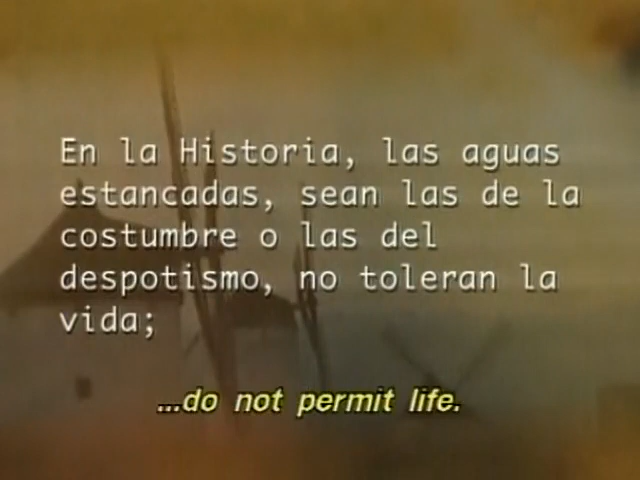 En la Historia, las aguas
estancadas, sean las de la
costumbre o las del
despotismo, no toleran la
vida;
...do not permit life.